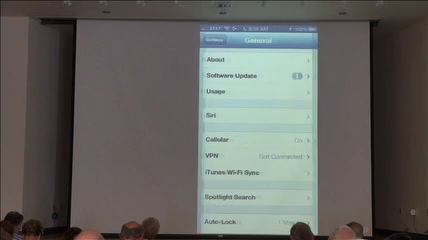 AT&T
General
About
Software Update 1
Usage
Siri
Cellular On
VPN Not Connected
iTunes Wi-Fi Sync
Spotlight Search
Auto-Lock